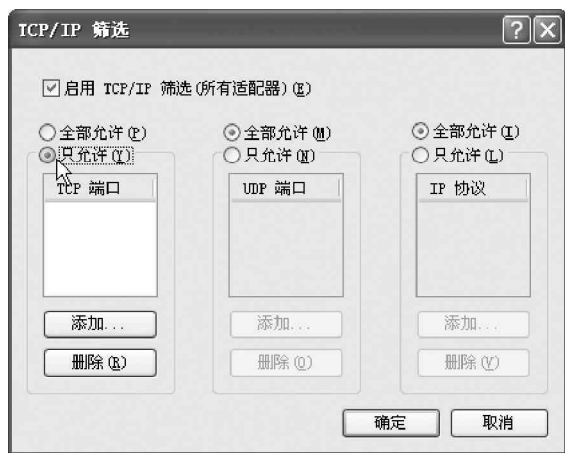 TCP/IP 筛选
启用 TCP/IP 筛选(所有适配器)(E)
全部允许(P)
只允许(Y)
TCP 端口
添加...
删除(R)
全部允许(M)
只允许(N)
UDP 端口
添加...
删除(O)
全部允许(I)
只允许(L)
IP 协议
添加...
删除(V)
确定
取消